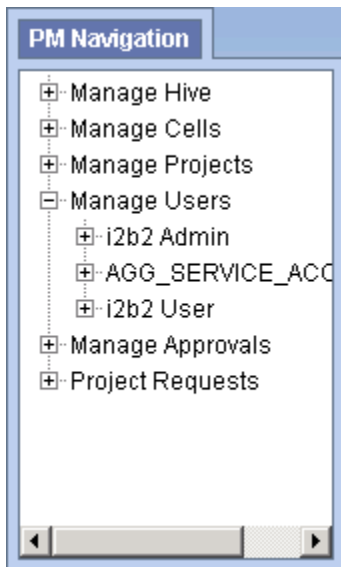 PM Navigation
Manage Hive
Manage Cells
Manage Projects
Manage Users
i2b2 Admin
AGG_SERVICE_ACC
i2b2 User
Manage Approvals
Project Requests